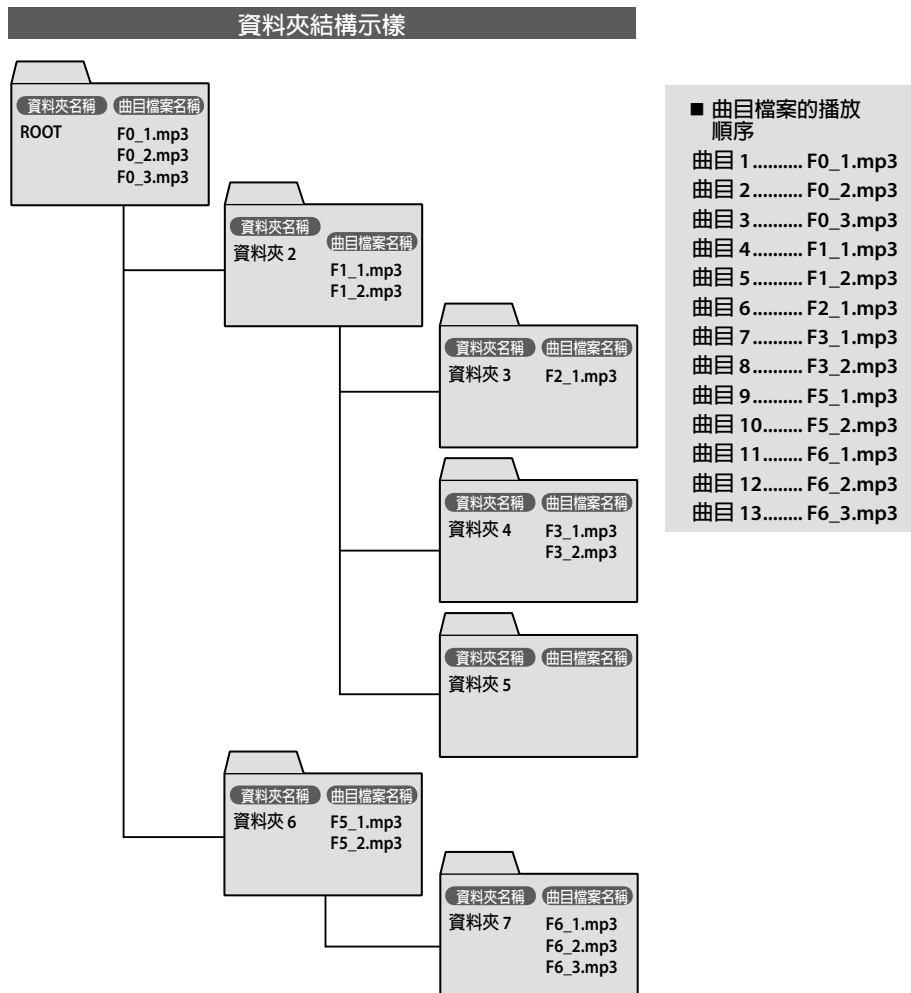 資料夾結構示樣
資料夾名稱 曲目檔案名稱
ROOT F0_1.mp3
F0_2.mp3
F0_3.mp3
資料夾名稱
曲目檔案名稱
資料夾 2
F1_1.mp3
F1_2.mp3
資料夾名稱 曲目檔案名稱
資料夾 3 F2_1.mp3
資料夾名稱 曲目檔案名稱
資料夾 4 F3_1.mp3
F3_2.mp3
資料夾名稱 曲目檔案名稱
資料夾 5
資料夾名稱 曲目檔案名稱
資料夾 6 F5_1.mp3
F5_2.mp3
資料夾名稱 曲目檔案名稱
資料夾 7 F6_1.mp3
F6_2.mp3
F6_3.mp3
■ 曲目檔案的播放
順序
曲目 1.......... F0_1.mp3
曲目 2.......... F0_2.mp3
曲目 3.......... F0_3.mp3
曲目 4.......... F1_1.mp3
曲目 5.......... F1_2.mp3
曲目 6.......... F2_1.mp3
曲目 7.......... F3_1.mp3
曲目 8.......... F3_2.mp3
曲目 9.......... F5_1.mp3
曲目 10........ F5_2.mp3
曲目 11........ F6_1.mp3
曲目 12........ F6_2.mp3
曲目 13........ F6_3.mp3